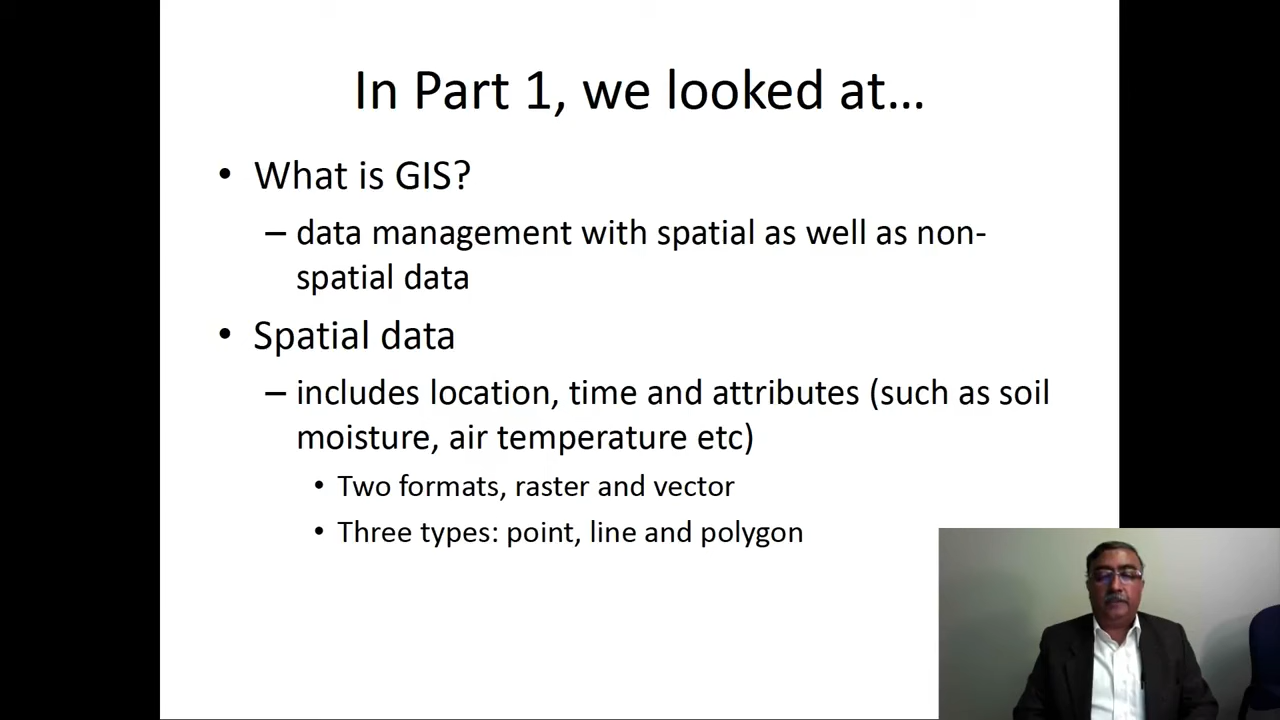 In Part 1, we looked at…
• What is GIS?
– data management with spatial as well as non-
spatial data
• Spatial data
– includes location, time and attributes (such as soil
moisture, air temperature etc)
• Two formats, raster and vector
• Three types: point, line and polygon